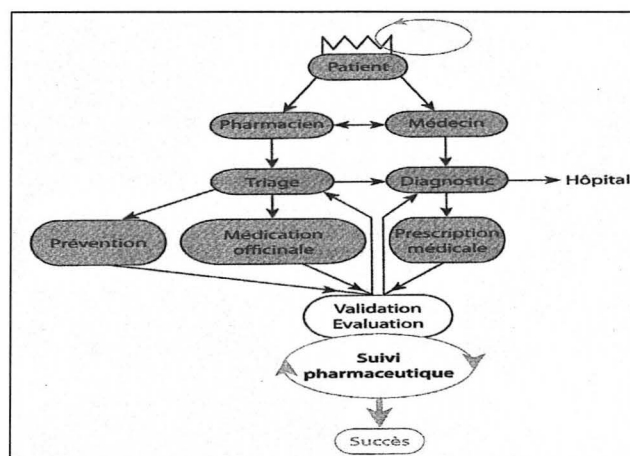 Patient
Pharmacien
Médecin
Triage
Diagnostic
Hôpital
Prévention
Médication
officinale
Prescription
médicale
Validation
Evaluation
Suivi
pharmaceutique
Succès